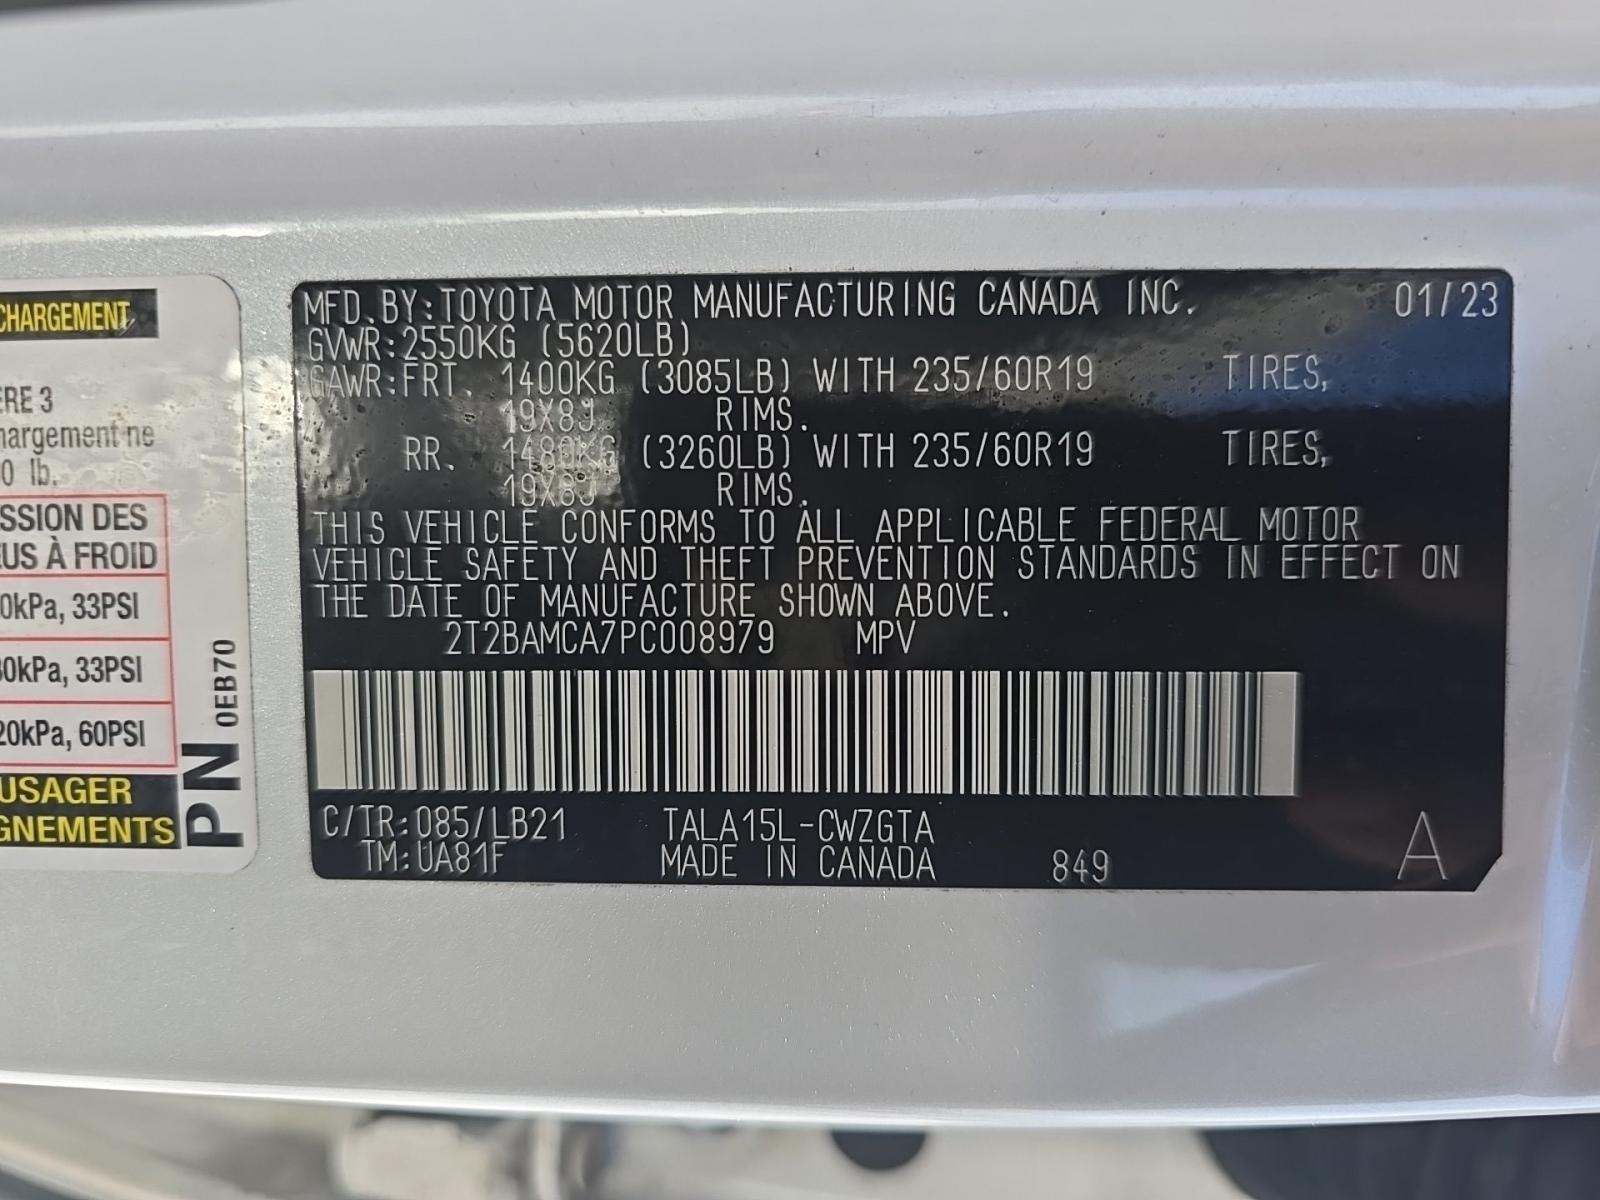 CHARGEMENT
ERE 3
hargement ne
0 lb.
SSION DES
EUS À FROID
0kPa, 33PSI
30kPa, 33PSI
20kPa, 60PSI
USAGER
GNEMENTS
PN 0EB70
MFD. BY: TOYOTA MOTOR MANUFACTURING CANADA INC. 01/23
GVWR: 2550KG (5620LB)
GAWR: FRT. 1400KG (3085LB) WITH 235/60R19 TIRES,
19X8J RIMS.
RR. 1480KG (3260LB) WITH 235/60R19 TIRES,
19X8J RIMS.
THIS VEHICLE CONFORMS TO ALL APPLICABLE FEDERAL MOTOR
VEHICLE SAFETY AND THEFT PREVENTION STANDARDS IN EFFECT ON
THE DATE OF MANUFACTURE SHOWN ABOVE.
2T2BAMCA7PC008979 MPV
C/TR: 085/LB21 TALA15L-CWZGTA
TM: UA81F MADE IN CANADA 849 A